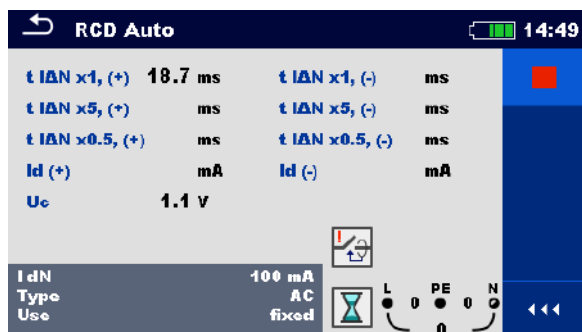 RCD Auto 14:49
t IΔN x1, (+) 18.7 ms t IΔN x1, (-) ms
t IΔN x5, (+) ms t IΔN x5, (-) ms
t IΔN x0.5, (+) ms t IΔN x0.5, (-) ms
Id (+) mA Id (-) mA
Uc 1.1 V
I dN 100 mA
Type AC
Use fixed
L PE N
0 0
0